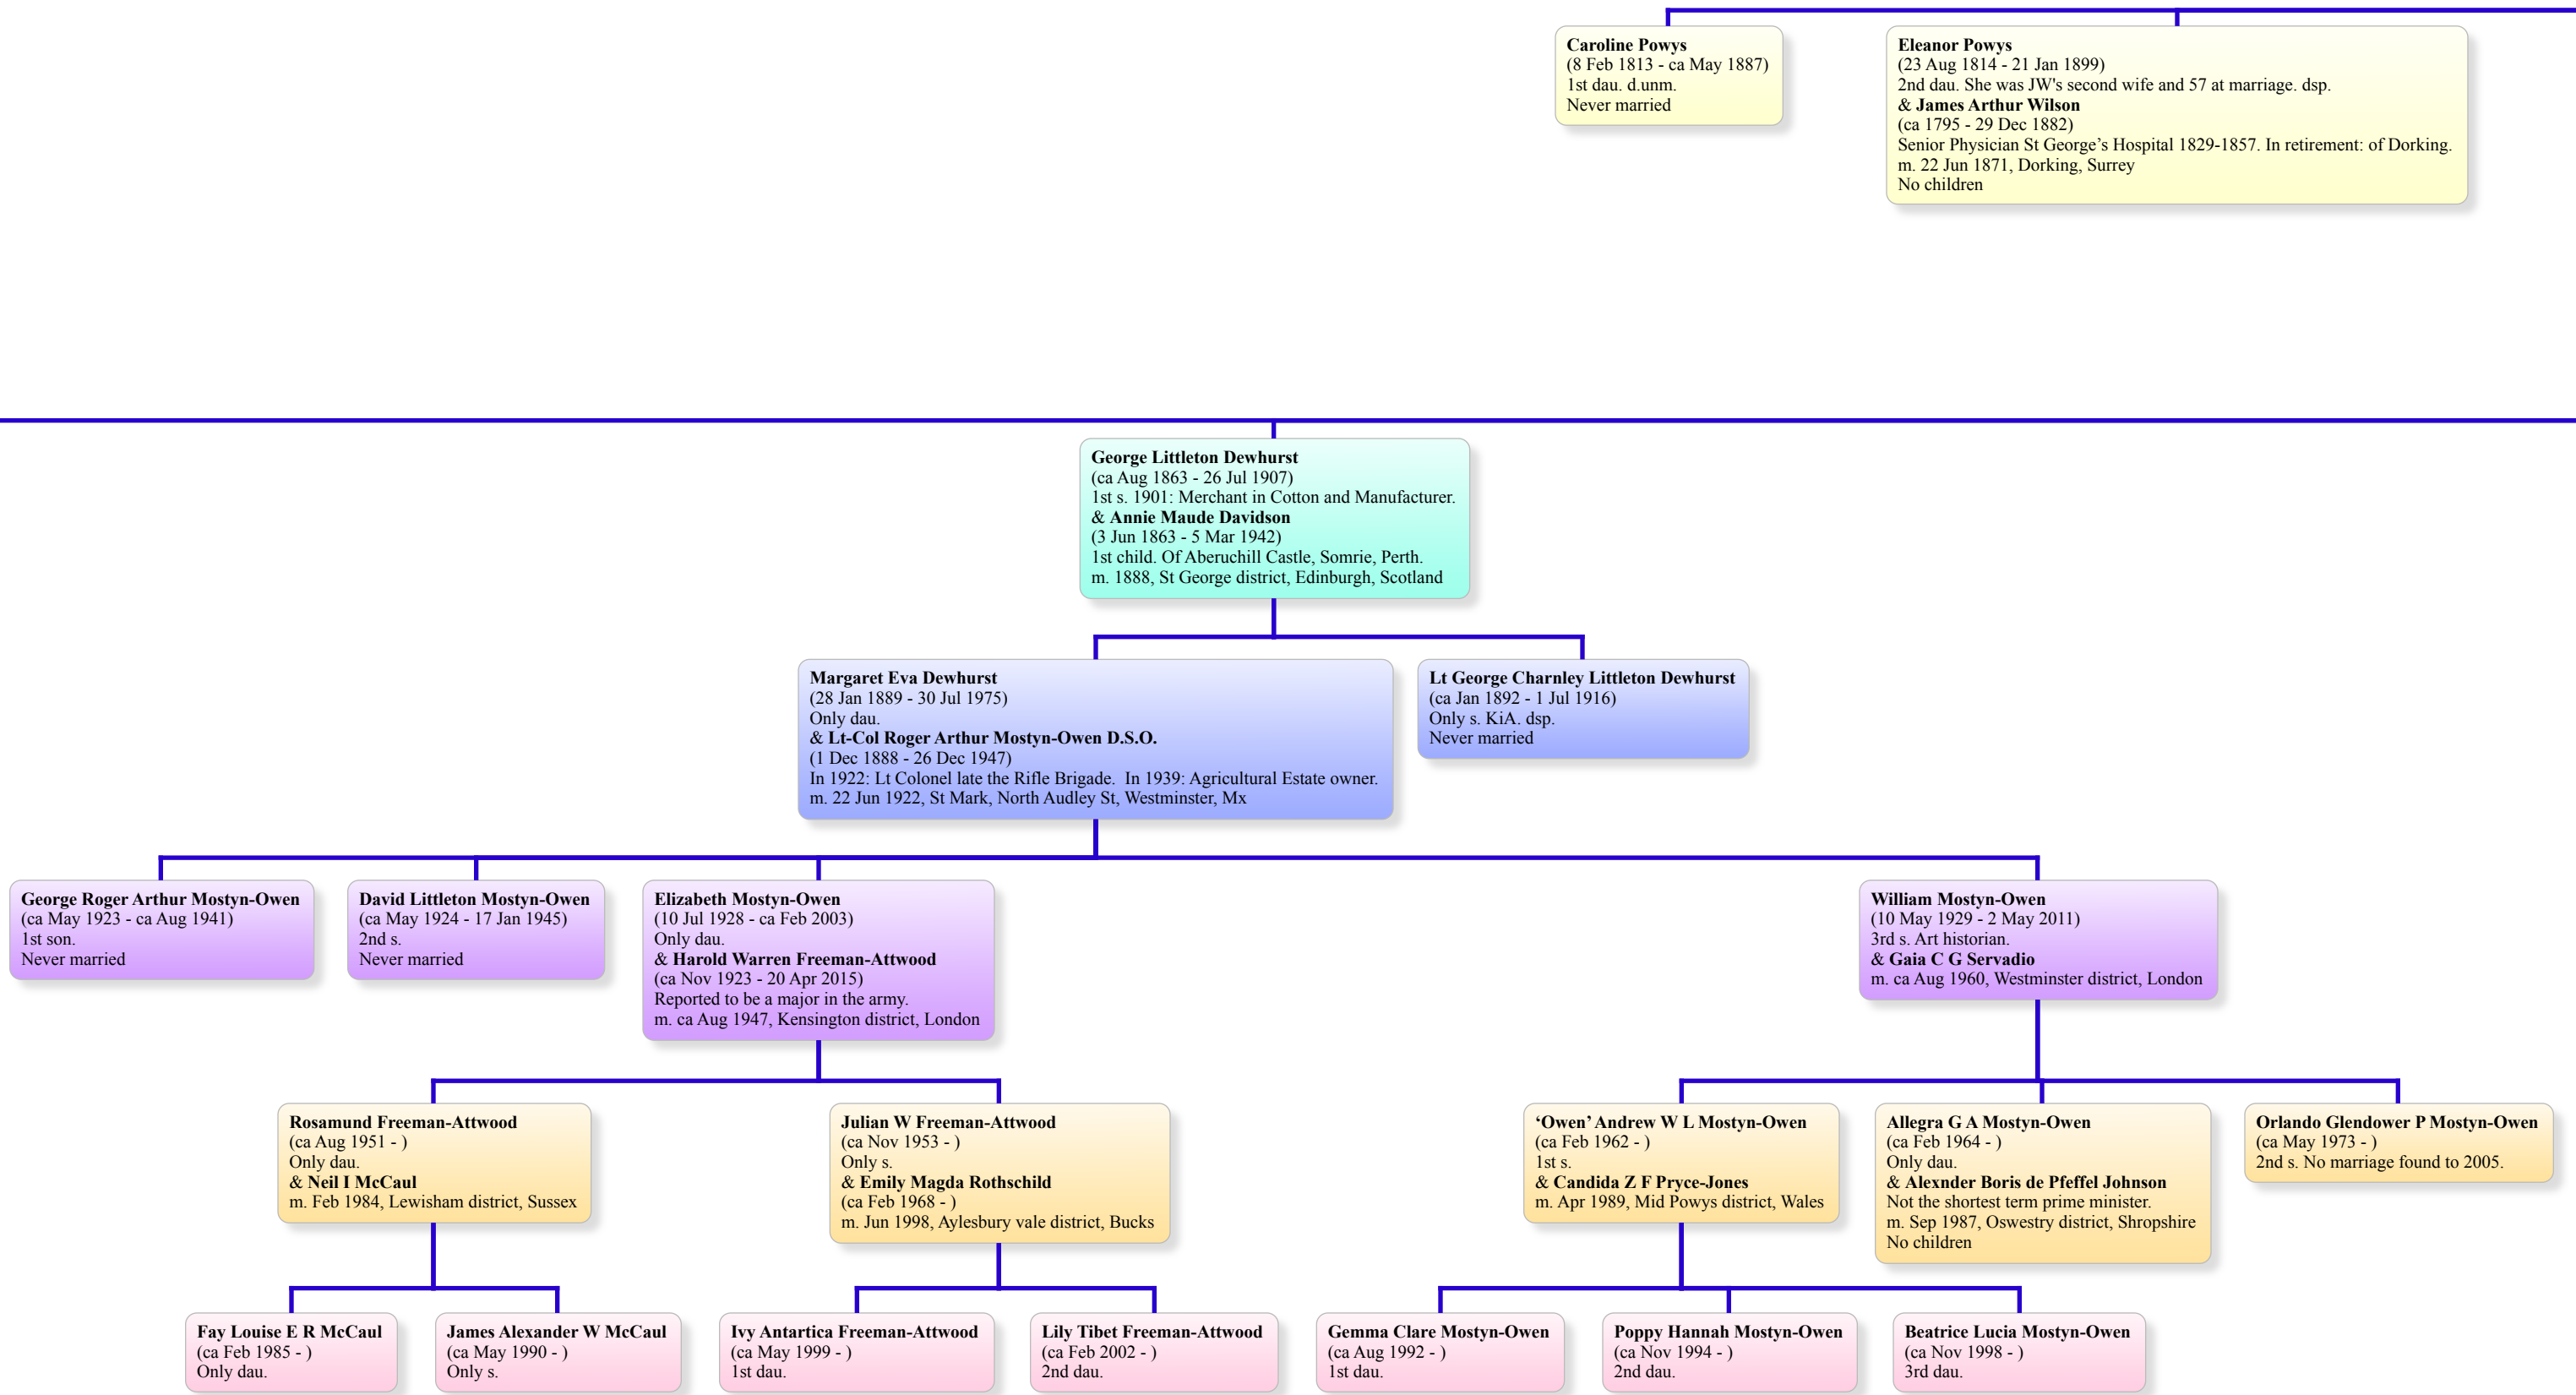 Caroline Powys
(8 Feb 1813 - ca May 1887)
1st dau. d.unm.
Never married
Eleanor Powys
(23 Aug 1814 - 21 Jan 1899)
2nd dau. She was JW's second wife and 57 at marriage. dsp.
& James Arthur Wilson
(ca 1795 - 29 Dec 1882)
Senior Physician St George’s Hospital 1829-1857. In retirement: of Dorking.
m. 22 Jun 1871, Dorking, Surrey
No children
George Littleton Dewhurst
(ca Aug 1863 - 26 Jul 1907)
1st s. 1901: Merchant in Cotton and Manufacturer.
& Annie Maude Davidson
(3 Jun 1863 - 5 Mar 1942)
1st child. Of Aberuchill Castle, Somrie, Perth.
m. 1888, St George district, Edinburgh, Scotland
Margaret Eva Dewhurst
(28 Jan 1889 - 30 Jul 1975)
Only dau.
& Lt-Col Roger Arthur Mostyn-Owen D.S.O.
(1 Dec 1888 - 26 Dec 1947)
In 1922: Lt Colonel late the Rifle Brigade.  In 1939: Agricultural Estate owner.
m. 22 Jun 1922, St Mark, North Audley St, Westminster, Mx
Lt George Charnley Littleton Dewhurst
(ca Jan 1892 - 1 Jul 1916)
Only s. KiA. dsp.
Never married
George Roger Arthur Mostyn-Owen
(ca May 1923 - ca Aug 1941)
1st son.
Never married
David Littleton Mostyn-Owen
(ca May 1924 - 17 Jan 1945)
2nd s.
Never married
Elizabeth Mostyn-Owen
(10 Jul 1928 - ca Feb 2003)
Only dau.
& Harold Warren Freeman-Attwood
(ca Nov 1923 - 20 Apr 2015)
Reported to be a major in the army.
m. ca Aug 1947, Kensington district, London
William Mostyn-Owen
(10 May 1929 - 2 May 2011)
3rd s. Art historian.
& Gaia C G Servadio
m. ca Aug 1960, Westminster district, London
Rosamund Freeman-Attwood
(ca Aug 1951 - )
Only dau.
& Neil I McCaul
m. Feb 1984, Lewisham district, Sussex
Julian W Freeman-Attwood
(ca Nov 1953 - )
Only s.
& Emily Magda Rothschild
(ca Feb 1968 - )
m. Jun 1998, Aylesbury vale district, Bucks
‘Owen’ Andrew W L Mostyn-Owen
(ca Feb 1962 - )
1st s.
& Candida Z F Pryce-Jones
m. Apr 1989, Mid Powys district, Wales
Allegra G A Mostyn-Owen
(ca Feb 1964 - )
Only dau.
& Alexnder Boris de Pfeffel Johnson
Not the shortest term prime minister.
m. Sep 1987, Oswestry district, Shropshire
No children
Orlando Glendower P Mostyn-Owen
(ca May 1973 - )
2nd s. No marriage found to 2005.
Fay Louise E R McCaul
(ca Feb 1985 - )
Only dau.
James Alexander W McCaul
(ca May 1990 - )
Only s.
Ivy Antartica Freeman-Attwood
(ca May 1999 - )
1st dau.
Lily Tibet Freeman-Attwood
(ca Feb 2002 - )
2nd dau.
Gemma Clare Mostyn-Owen
(ca Aug 1992 - )
1st dau.
Poppy Hannah Mostyn-Owen
(ca Nov 1994 - )
2nd dau.
Beatrice Lucia Mostyn-Owen
(ca Nov 1998 - )
3rd dau.